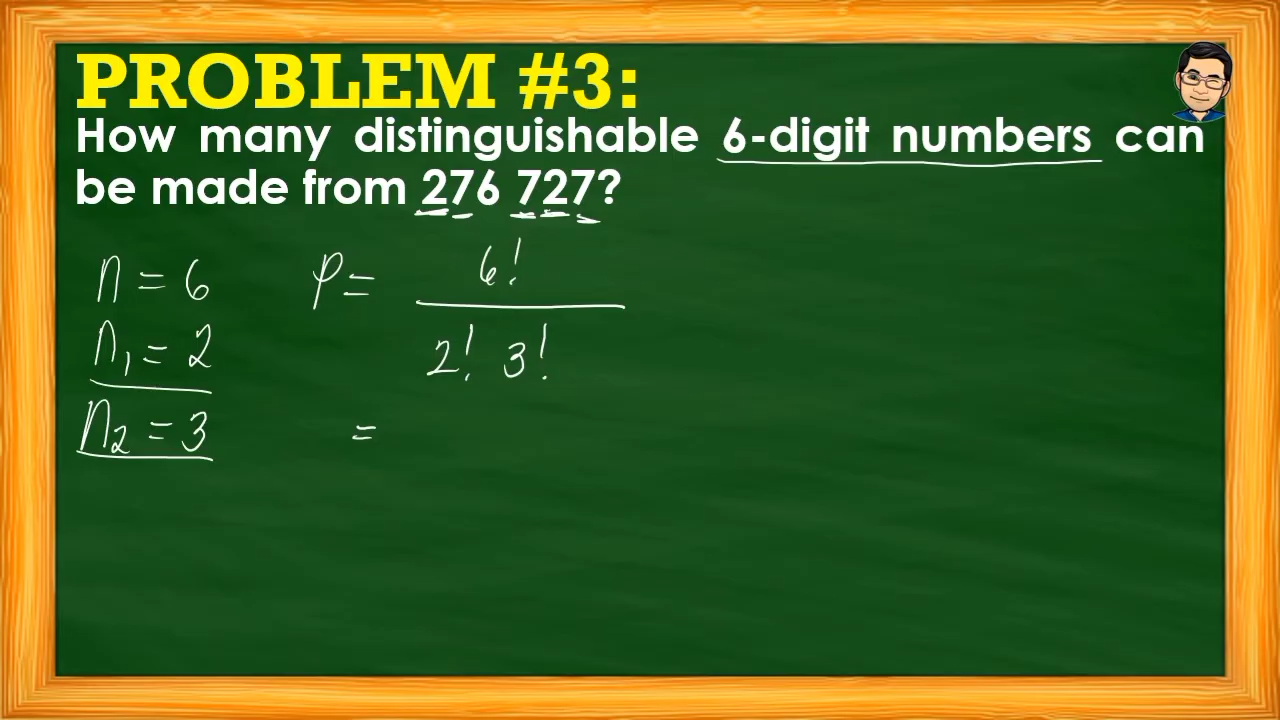 PROBLEM #3:
How many distinguishable 6-digit numbers can
be made from 276 727?
n = 6
P = 6! / 2! 3!
n₁ = 2
n₂ = 3
=